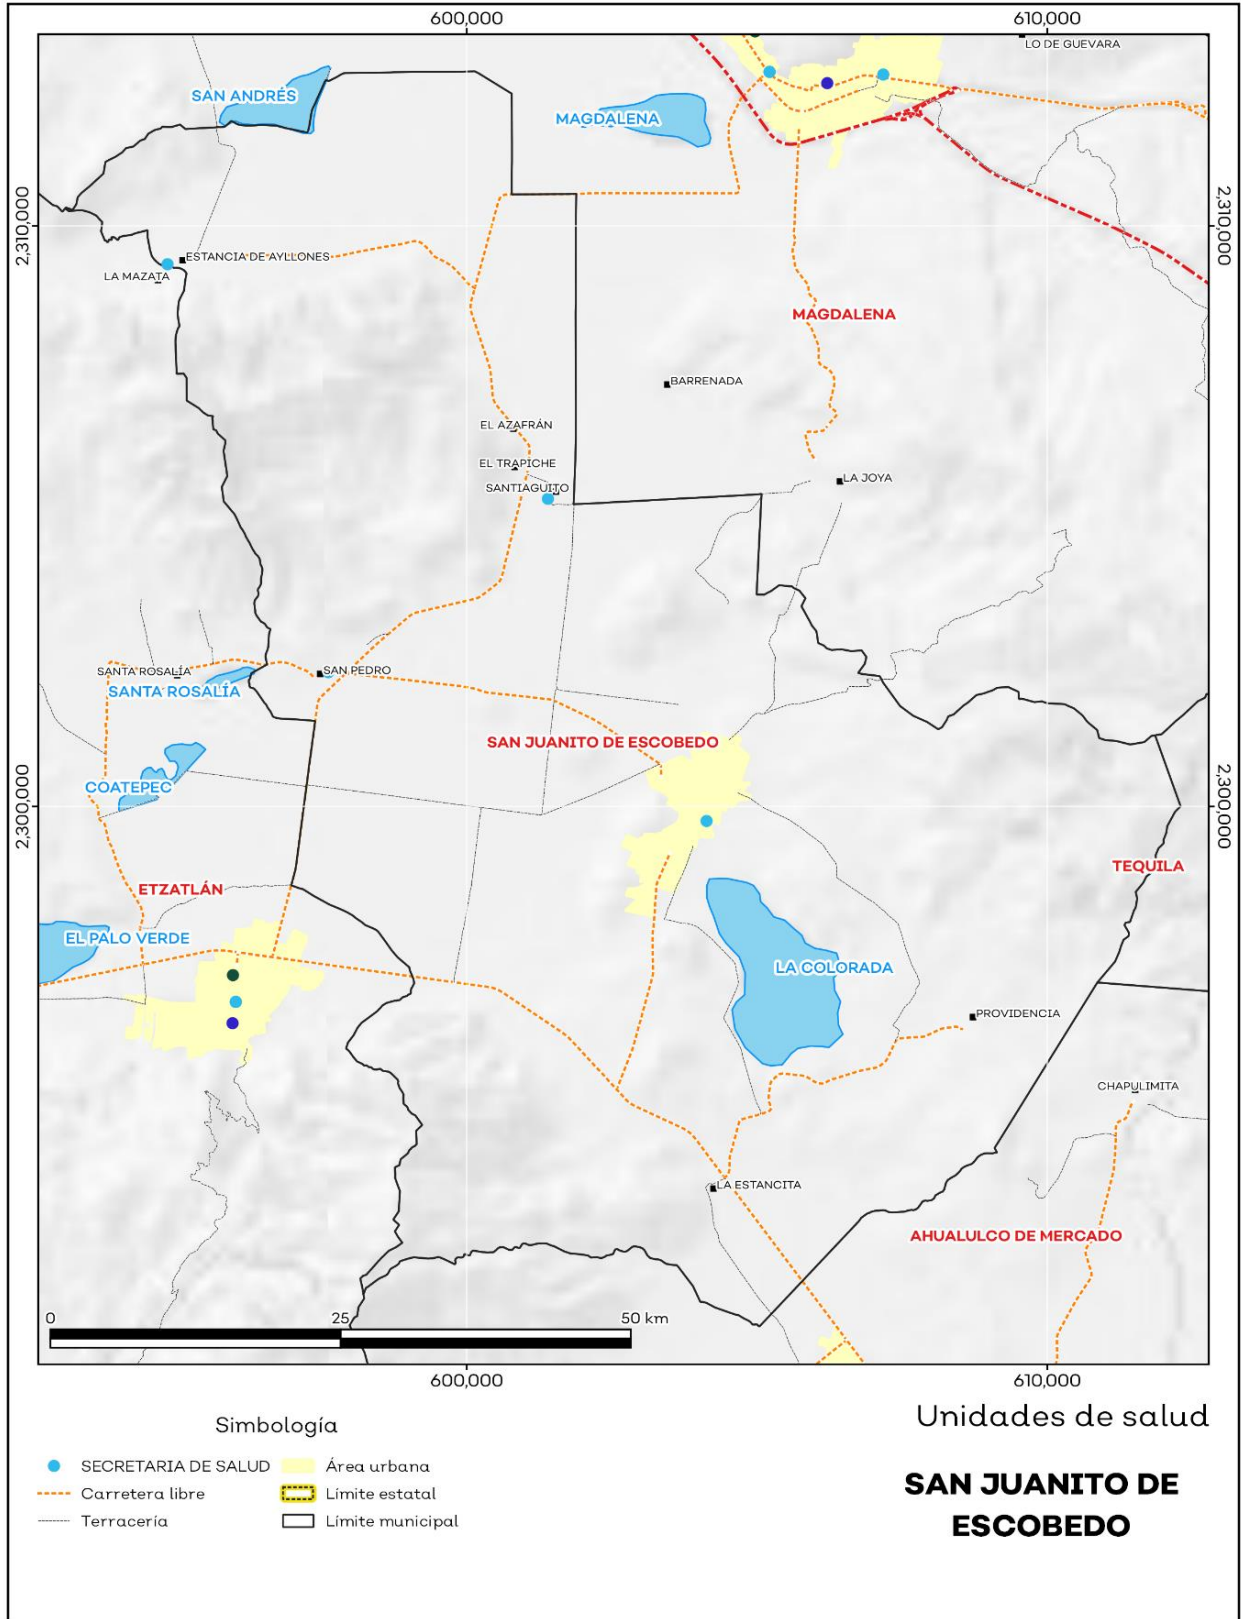 600,000
610,000
LO DE GUEVARA
SAN ANDRÉS
MAGDALENA
2,310,000
2,310,000
ESTANCIA DE AYLLONES
LA MAZATA
MAGDALENA
BARRENADA
EL AZAFRÁN
EL TRAPICHE
SANTIAGUITO
LA JOYA
SANTA ROSALÍA
SAN PEDRO
SANTA ROSALÍA
SAN JUANITO DE ESCOBEDO
COATEPEC
2,300,000
2,300,000
TEQUILA
ETZATLÁN
EL PALO VERDE
LA COLORADA
PROVIDENCIA
CHAPULIMITA
LA ESTANCITA
AHUALULCO DE MERCADO
0
25
50 km
600,000
610,000
Simbología
SECRETARIA DE SALUD
Carretera libre
Terracería
Área urbana
Límite estatal
Límite municipal
Unidades de salud
SAN JUANITO DE
ESCOBEDO